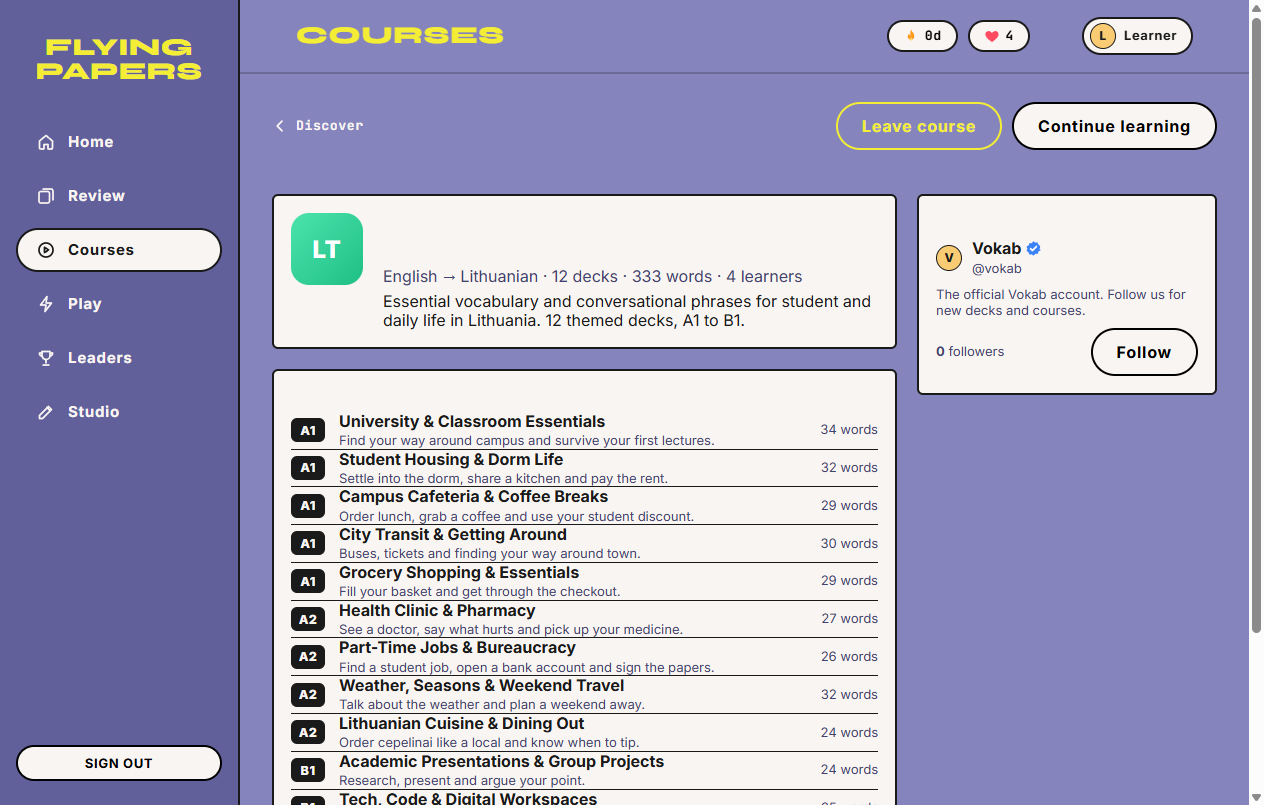 FLYING
PAPERS
Home
Review
Courses
Play
Leaders
Studio
SIGN OUT
COURSES
0d
4
L
Learner
Discover
Leave course
Continue learning
LT
English → Lithuanian · 12 decks · 333 words · 4 learners
Essential vocabulary and conversational phrases for student and
daily life in Lithuania. 12 themed decks, A1 to B1.
V
Vokab
@vokab
The official Vokab account. Follow us for
new decks and courses.
0 followers
Follow
A1
University & Classroom Essentials
Find your way around campus and survive your first lectures.
34 words
A1
Student Housing & Dorm Life
Settle into the dorm, share a kitchen and pay the rent.
32 words
A1
Campus Cafeteria & Coffee Breaks
Order lunch, grab a coffee and use your student discount.
29 words
A1
City Transit & Getting Around
Buses, tickets and finding your way around town.
30 words
A1
Grocery Shopping & Essentials
Fill your basket and get through the checkout.
29 words
A2
Health Clinic & Pharmacy
See a doctor, say what hurts and pick up your medicine.
27 words
A2
Part-Time Jobs & Bureaucracy
Find a student job, open a bank account and sign the papers.
26 words
A2
Weather, Seasons & Weekend Travel
Talk about the weather and plan a weekend away.
32 words
A2
Lithuanian Cuisine & Dining Out
Order cepelinai like a local and know when to tip.
24 words
B1
Academic Presentations & Group Projects
Research, present and argue your point.
24 words
Tech, Code & Digital Workspaces